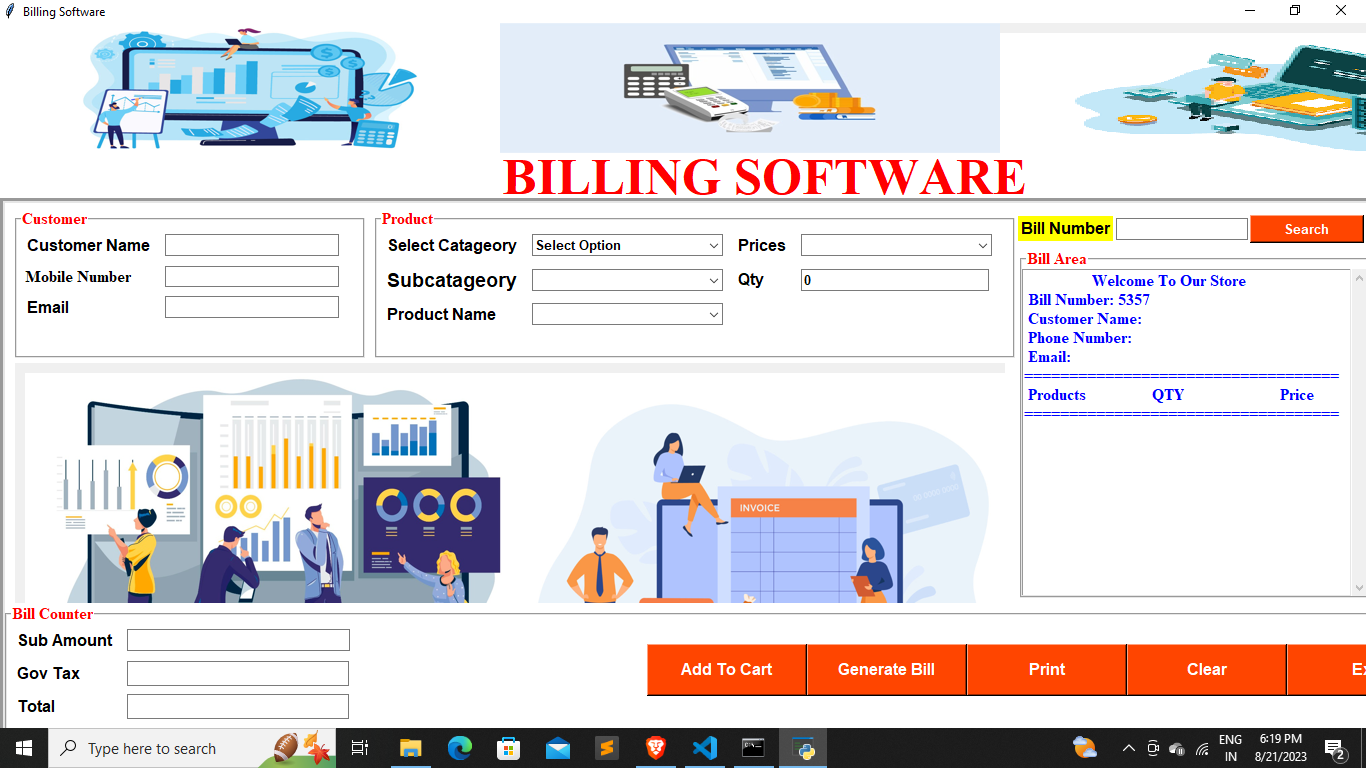 Billing Software
BILLING SOFTWARE
Customer
Customer Name
Mobile Number
Email
Product
Select Catageory
Select Option
Subcatageory
Product Name
Prices
Qty
0
Bill Number
Search
Bill Area
Welcome To Our Store
Bill Number: 5357
Customer Name:
Phone Number:
Email:
===================================
Products QTY Price
===================================
INVOICE
Bill Counter
Sub Amount
Gov Tax
Total
Add To Cart
Generate Bill
Print
Clear
Type here to search
ENG
IN
6:19 PM
8/21/2023
2